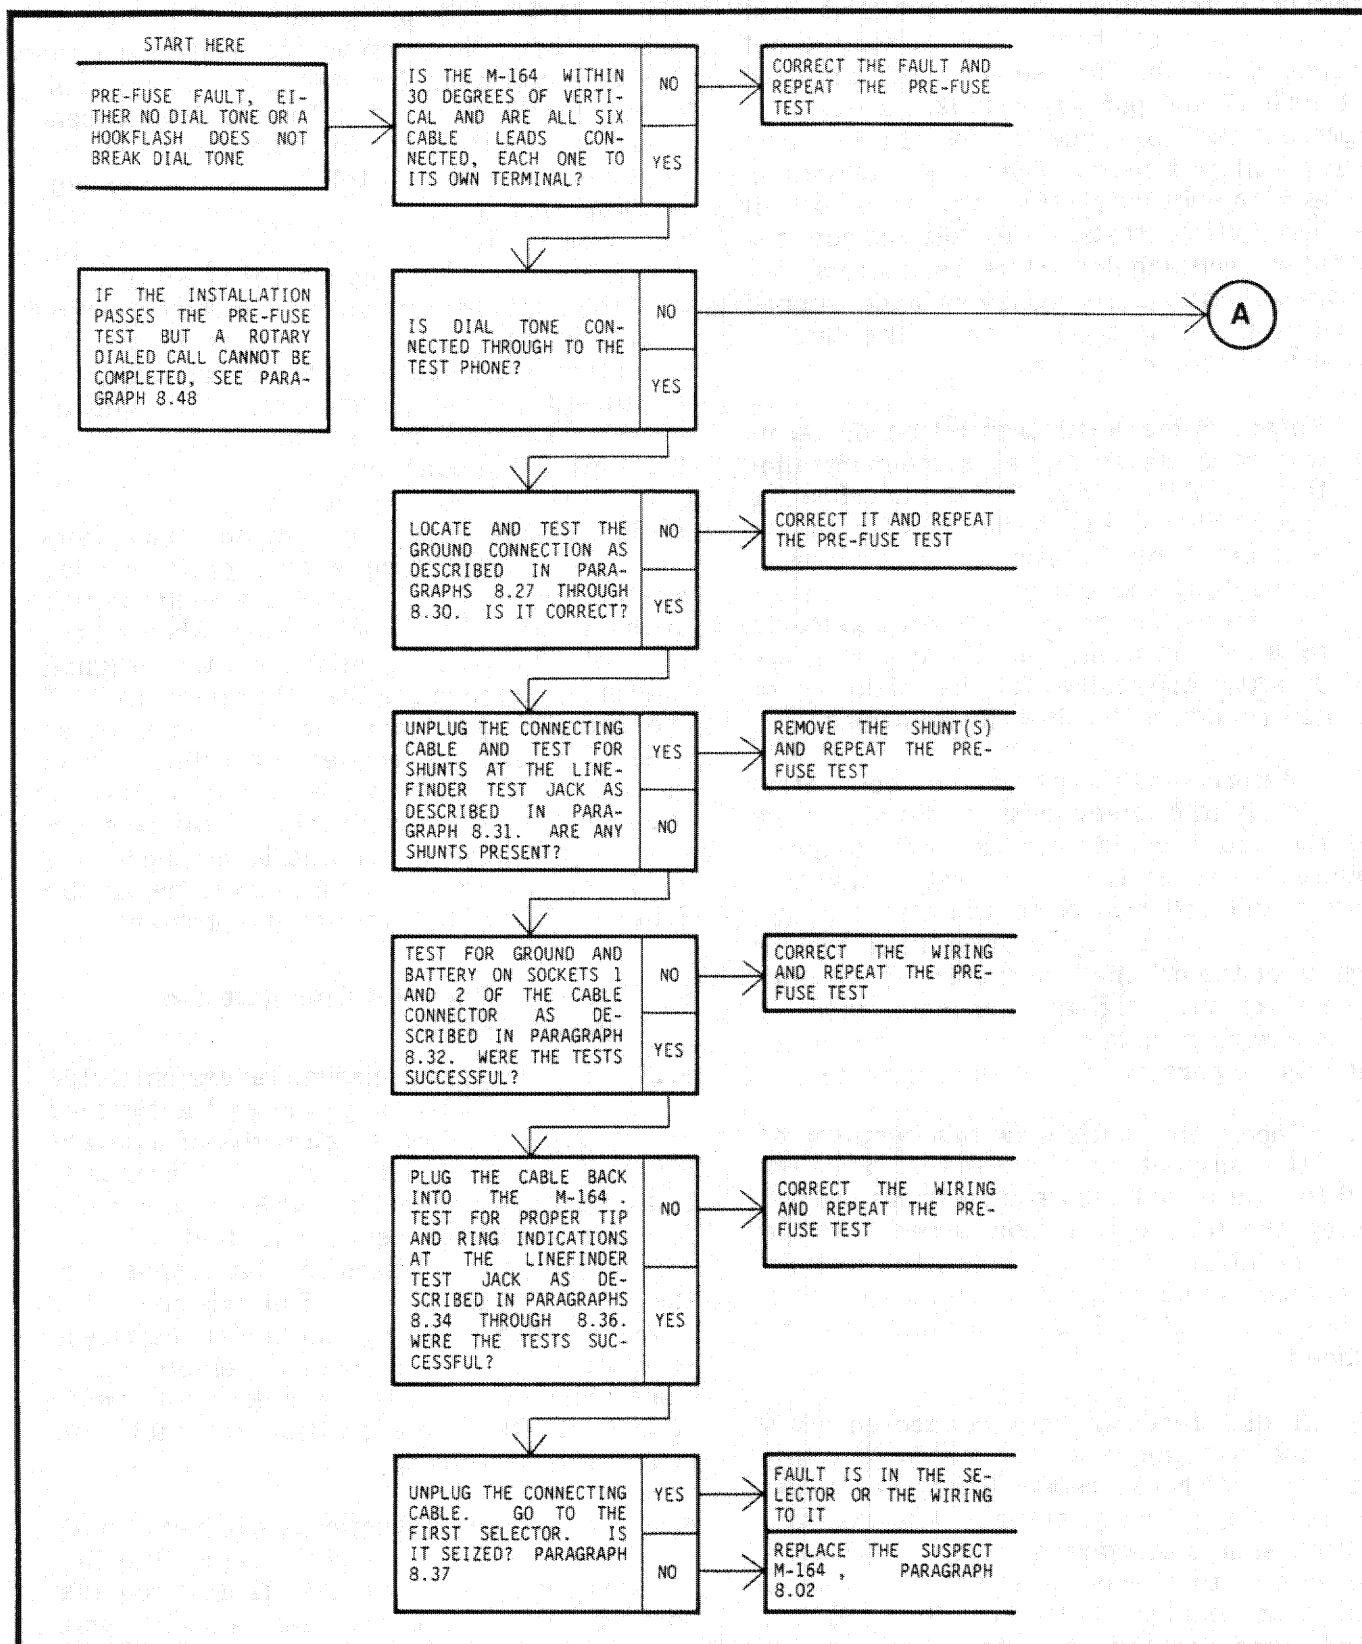 START HERE
PRE-FUSE FAULT, EI-
THER NO DIAL TONE OR A
HOOKFLASH DOES NOT
BREAK DIAL TONE
IS THE M-164 WITHIN
30 DEGREES OF VERTI-
CAL AND ARE ALL SIX
CABLE LEADS CON-
NECTED, EACH ONE TO
ITS OWN TERMINAL?
NO
YES
CORRECT THE FAULT AND
REPEAT THE PRE-FUSE
TEST
IF THE INSTALLATION
PASSES THE PRE-FUSE
TEST BUT A ROTARY
DIALED CALL CANNOT BE
COMPLETED, SEE PARA-
GRAPH 8.48
IS DIAL TONE CON-
NECTED THROUGH TO THE
TEST PHONE?
NO
YES
A
LOCATE AND TEST THE
GROUND CONNECTION AS
DESCRIBED IN PARA-
GRAPHS 8.27 THROUGH
8.30. IS IT CORRECT?
NO
YES
CORRECT IT AND REPEAT
THE PRE-FUSE TEST
UNPLUG THE CONNECTING
CABLE AND TEST FOR
SHUNTS AT THE LINE-
FINDER TEST JACK AS
DESCRIBED IN PARA-
GRAPH 8.31. ARE ANY
SHUNTS PRESENT?
YES
NO
REMOVE THE SHUNT(S)
AND REPEAT THE PRE-
FUSE TEST
TEST FOR GROUND AND
BATTERY ON SOCKETS 1
AND 2 OF THE CABLE
CONNECTOR AS DE-
SCRIBED IN PARAGRAPH
8.32. WERE THE TESTS
SUCCESSFUL?
NO
YES
CORRECT THE WIRING
AND REPEAT THE PRE-
FUSE TEST
PLUG THE CABLE BACK
INTO THE M-164 .
TEST FOR PROPER TIP
AND RING INDICATIONS
AT THE LINEFINDER
TEST JACK AS DE-
SCRIBED IN PARAGRAPHS
8.34 THROUGH 8.36.
WERE THE TESTS SUC-
CESSFUL?
NO
YES
CORRECT THE WIRING
AND REPEAT THE PRE-
FUSE TEST
UNPLUG THE CONNECTING
CABLE. GO TO THE
FIRST SELECTOR. IS
IT SEIZED? PARAGRAPH
8.37
YES
NO
FAULT IS IN THE SE-
LECTOR OR THE WIRING
TO IT
REPLACE THE SUSPECT
M-164 , PARAGRAPH
8.02